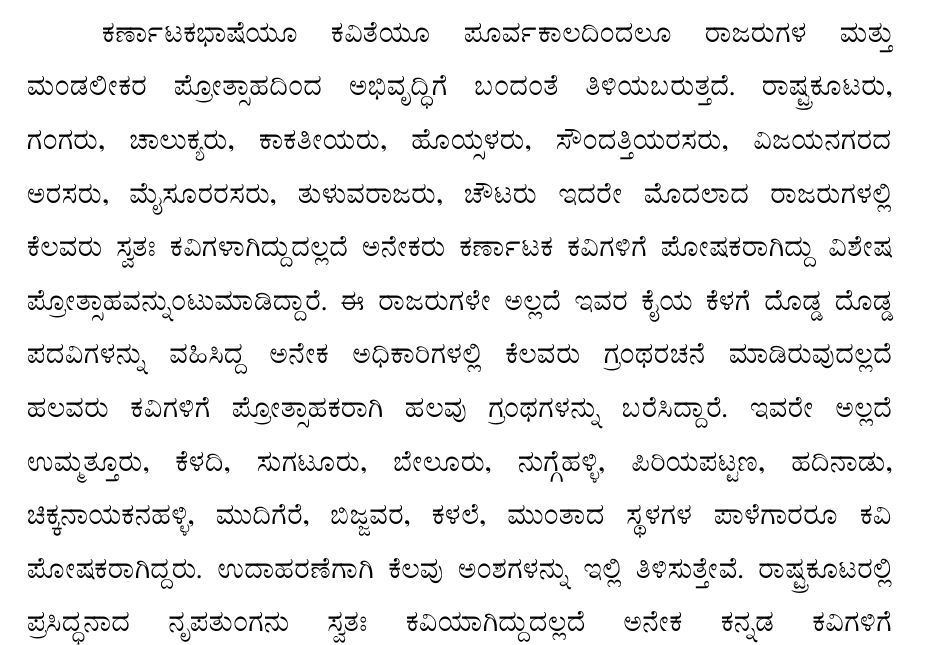 ಕರ್ಣಾಟಕಭಾಷೆಯೂ ಕವಿತೆಯೂ ಪೂರ್ವಕಾಲದಿಂದಲೂ ರಾಜರುಗಳ ಮತ್ತು
ಮಂಡಲೀಕರ ಪ್ರೋತ್ಸಾಹದಿಂದ ಅಭಿವೃದ್ಧಿಗೆ ಬಂದಂತೆ ತಿಳಿಯಬರುತ್ತದೆ. ರಾಷ್ಟ್ರಕೂಟರು,
ಗಂಗರು, ಚಾಲುಕ್ಯರು, ಕಾಕತೀಯರು, ಹೊಯ್ಸಳರು, ಸೌಂದತ್ತಿಯರಸರು, ವಿಜಯನಗರದ
ಅರಸರು, ಮೈಸೂರರಸರು, ತುಳುವರಾಜರು, ಚೌಟರು ಇದರೇ ಮೊದಲಾದ ರಾಜರುಗಳಲ್ಲಿ
ಕೆಲವರು ಸ್ವತಃ ಕವಿಗಳಾಗಿದ್ದುದಲ್ಲದೆ ಅನೇಕರು ಕರ್ಣಾಟಕ ಕವಿಗಳಿಗೆ ಪೋಷಕರಾಗಿದ್ದು ವಿಶೇಷ
ಪ್ರೋತ್ಸಾಹವನ್ನುಂಟುಮಾಡಿದ್ದಾರೆ. ಈ ರಾಜರುಗಳೇ ಅಲ್ಲದೆ ಇವರ ಕೈಯ ಕೆಳಗೆ ದೊಡ್ಡ ದೊಡ್ಡ
ಪದವಿಗಳನ್ನು ವಹಿಸಿದ್ದ ಅನೇಕ ಅಧಿಕಾರಿಗಳಲ್ಲಿ ಕೆಲವರು ಗ್ರಂಥರಚನೆ ಮಾಡಿರುವುದಲ್ಲದೆ
ಹಲವರು ಕವಿಗಳಿಗೆ ಪ್ರೋತ್ಸಾಹಕರಾಗಿ ಹಲವು ಗ್ರಂಥಗಳನ್ನು ಬರೆಸಿದ್ದಾರೆ. ಇವರೇ ಅಲ್ಲದೆ
ಉಮ್ಮತ್ತೂರು, ಕೆಳದಿ, ಸುಗಟೂರು, ಬೇಲೂರು, ನುಗ್ಗೆಹಳ್ಳಿ, ಪಿರಿಯಪಟ್ಟಣ, ಹದಿನಾಡು,
ಚಿಕ್ಕನಾಯಕನಹಳ್ಳಿ, ಮುದಿಗೆರೆ, ಬಿಜ್ಜವರ, ಕಳಲೆ, ಮುಂತಾದ ಸ್ಥಳಗಳ ಪಾಳೆಗಾರರೂ ಕವಿ
ಪೋಷಕರಾಗಿದ್ದರು. ಉದಾಹರಣೆಗಾಗಿ ಕೆಲವು ಅಂಶಗಳನ್ನು ಇಲ್ಲಿ ತಿಳಿಸುತ್ತೇವೆ. ರಾಷ್ಟ್ರಕೂಟರಲ್ಲಿ
ಪ್ರಸಿದ್ಧನಾದ ನೃಪತುಂಗನು ಸ್ವತಃ ಕವಿಯಾಗಿದ್ದುದಲ್ಲದೆ ಅನೇಕ ಕನ್ನಡ ಕವಿಗಳಿಗೆ